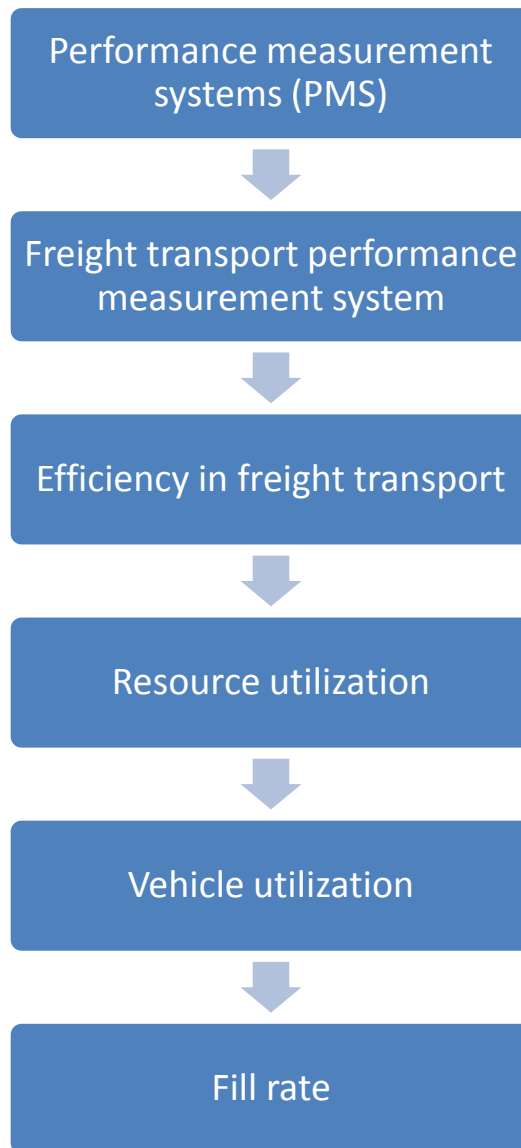 Performance measurement
systems (PMS)
Freight transport performance
measurement system
Efficiency in freight transport
Resource utilization
Vehicle utilization
Fill rate